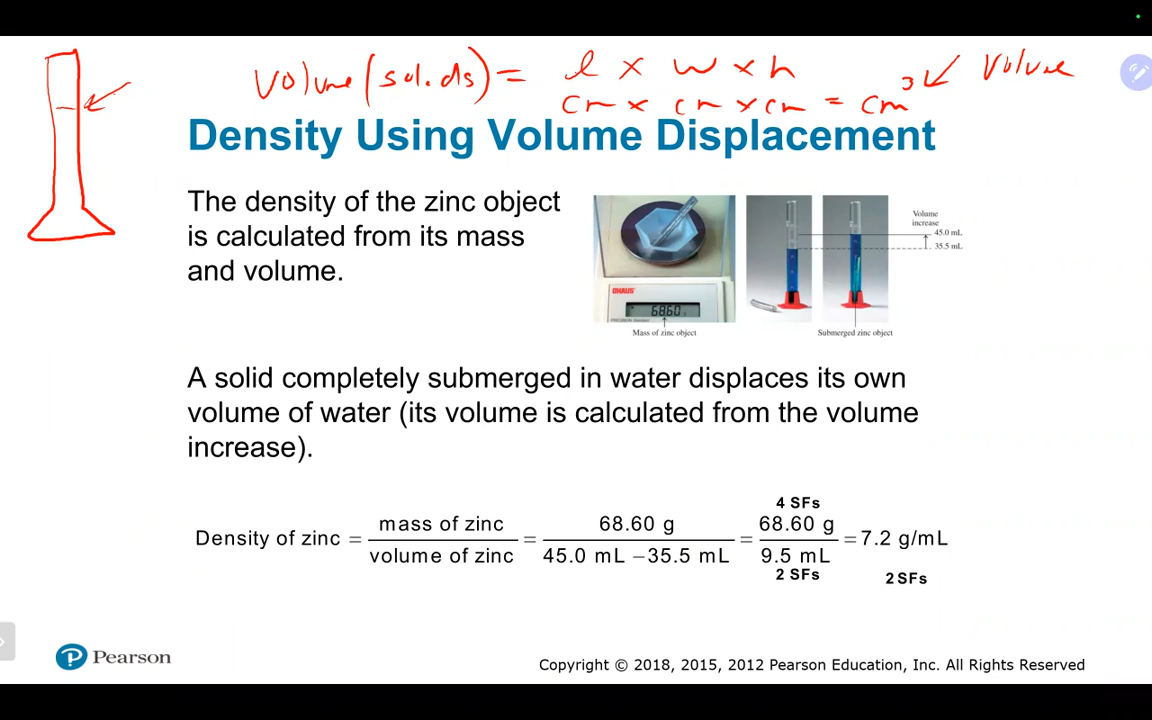 volume (solids) = l x w x h
cm x cm x cm = cm³ ↙ volume
Density Using Volume Displacement
The density of the zinc object
is calculated from its mass
and volume.
OHAUS
68.60
Mass of zinc object
Volume
increase
45.0 mL
35.5 mL
Submerged zinc object
A solid completely submerged in water displaces its own
volume of water (its volume is calculated from the volume
increase).
4 SFs
Density of zinc = mass of zinc / volume of zinc = 68.60 g / 45.0 mL − 35.5 mL = 68.60 g / 9.5 mL = 7.2 g/mL
2 SFs 2 SFs
P Pearson
Copyright © 2018, 2015, 2012 Pearson Education, Inc. All Rights Reserved